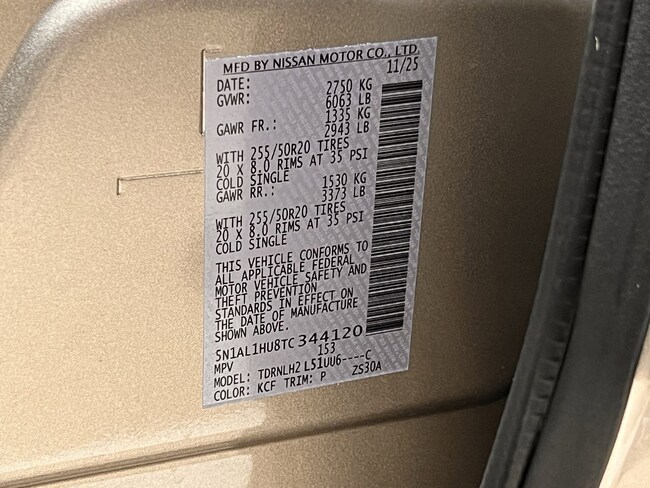 MFD BY NISSAN MOTOR CO., LTD.
DATE: 11/25
GVWR: 2750 KG
6063 LB
GAWR FR.: 1335 KG
2943 LB
WITH 255/50R20 TIRES
20 X 8.0 RIMS AT 35 PSI
COLD SINGLE
GAWR RR.: 1530 KG
3373 LB
WITH 255/50R20 TIRES
20 X 8.0 RIMS AT 35 PSI
COLD SINGLE
THIS VEHICLE CONFORMS TO
ALL APPLICABLE FEDERAL
MOTOR VEHICLE SAFETY AND
THEFT PREVENTION
STANDARDS IN EFFECT ON
THE DATE OF MANUFACTURE
SHOWN ABOVE.
5N1AL1HU8TC344120
MPV 153
MODEL: TDRNLH2 L51UU6----C
COLOR: KCF TRIM: P ZS30A